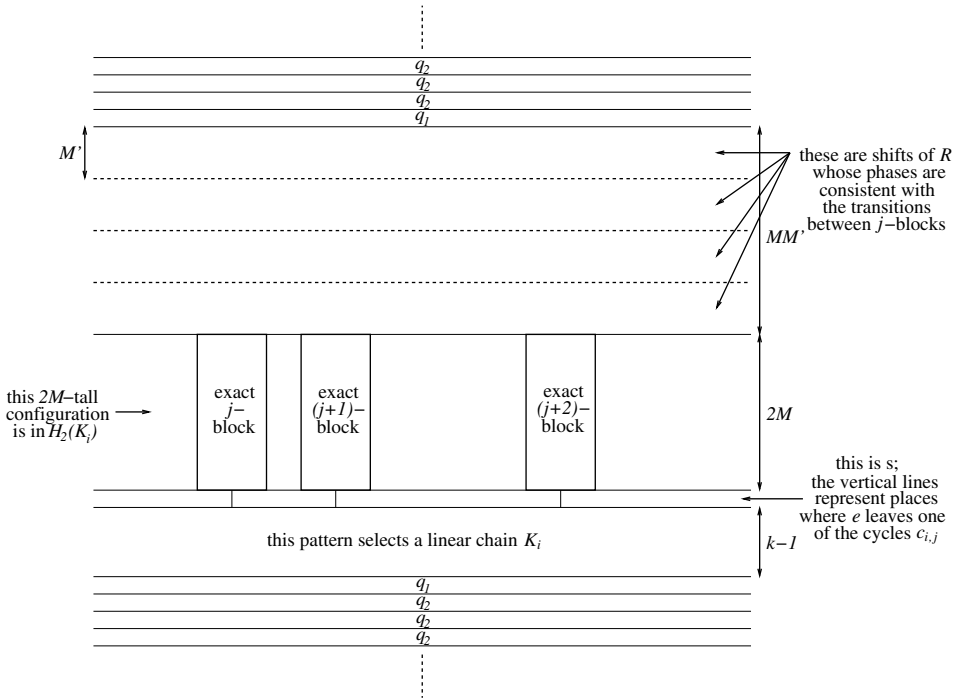 q2
q2
q2
q1
M'
these are shifts of R
whose phases are
consistent with
the transitions
between j−blocks
MM'
this 2M−tall
configuration
is in H2(Ki)
exact
j−
block
exact
(j+1)−
block
exact
(j+2)−
block
2M
this is s;
the vertical lines
represent places
where e leaves one
of the cycles ci,j
this pattern selects a linear chain Ki
k−1
q1
q2
q2
q2